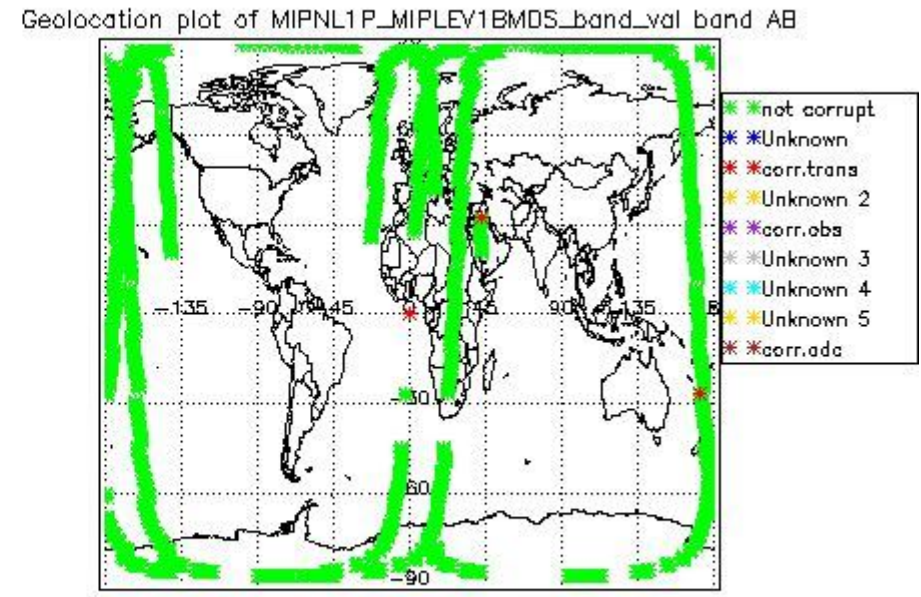 Geolocation plot of MIPNL1P_MIPLEV1BMDS_band_val band AB
* *not corrupt
* *Unknown
* *corr.trans
* *Unknown 2
* *corr.obs
* *Unknown 3
* *Unknown 4
* *Unknown 5
* *corr.adc
-135 -90 -45 45 90 135
-30
-60
-90